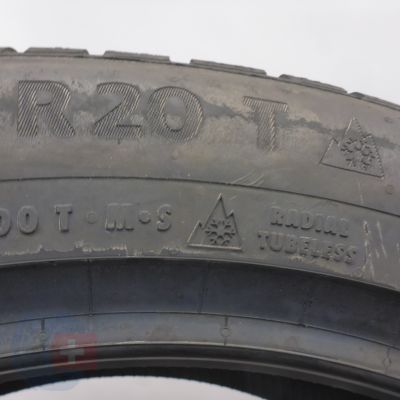 R20 T
00 T • M•S
RADIAL
TUBELESS